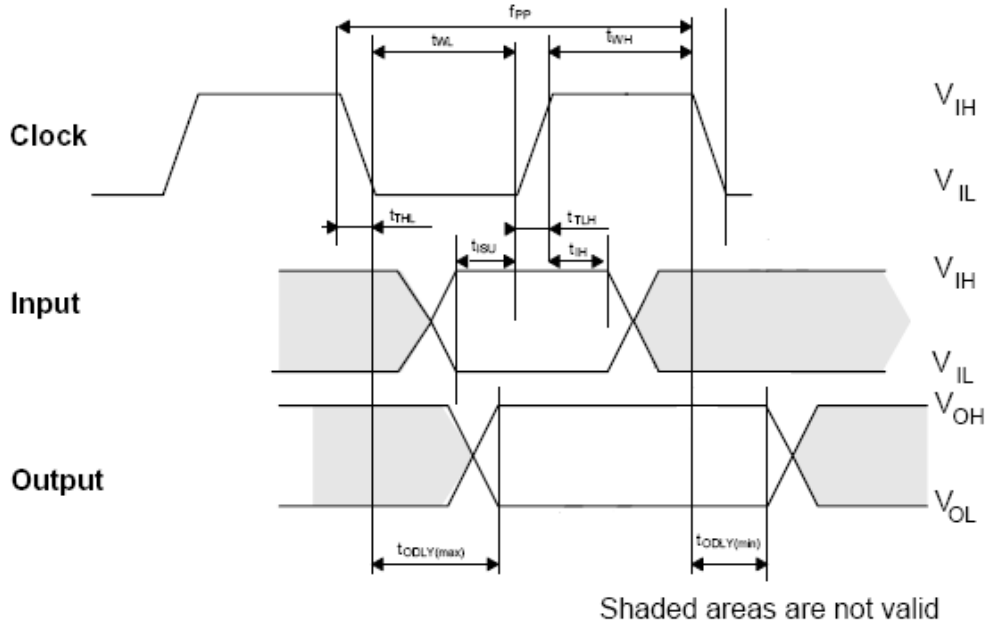 fPP
tWL
tWH
VIH
Clock
VIL
tTHL
tTLH
tISU
tIH
VIH
Input
VIL
VOH
Output
VOL
tODLY(max)
tODLY(min)
Shaded areas are not valid